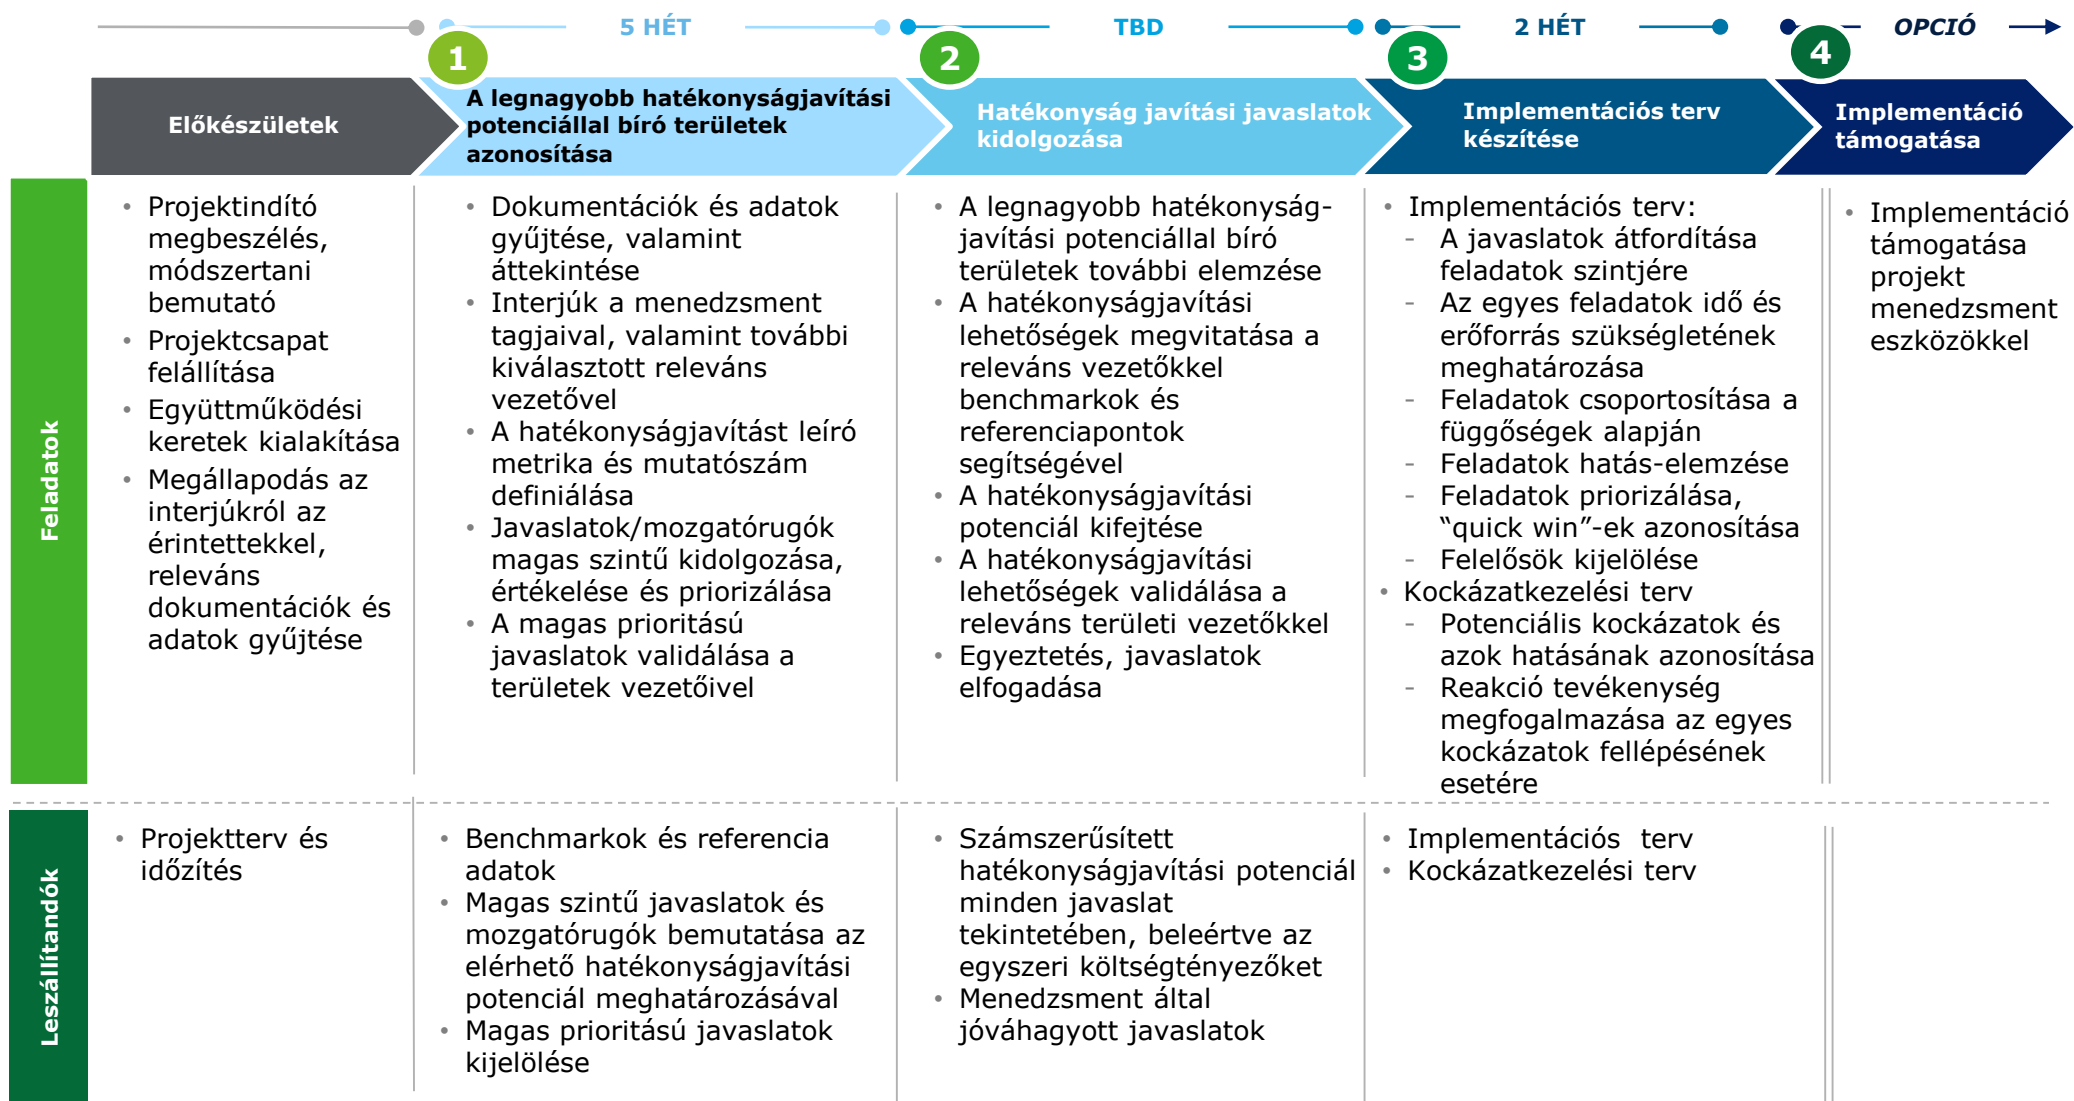 5 HÉT
TBD
2 HÉT
OPCIÓ
1
2
3
4
Előkészületek
A legnagyobb hatékonyságjavítási
potenciállal bíró területek
azonosítása
Hatékonyság javítási javaslatok
kidolgozása
Implementációs terv
készítése
Implementáció
támogatása
Feladatok
• Projektindító
megbeszélés,
módszertani
bemutató
• Projektcsapat
felállítása
• Együttműködési
keretek kialakítása
• Megállapodás az
interjúkról az
érintettekkel,
releváns
dokumentációk és
adatok gyűjtése
• Dokumentációk és adatok
gyűjtése, valamint
áttekintése
• Interjúk a menedzsment
tagjaival, valamint további
kiválasztott releváns
vezetővel
• A hatékonyságjavítást leíró
metrika és mutatószám
definiálása
• Javaslatok/mozgatórugók
magas szintű kidolgozása,
értékelése és priorizálása
• A magas prioritású
javaslatok validálása a
területek vezetőivel
• A legnagyobb hatékonyság-
javítási potenciállal bíró
területek további elemzése
• A hatékonyságjavítási
lehetőségek megvitatása a
releváns vezetőkkel
benchmarkok és
referenciapontok
segítségével
• A hatékonyságjavítási
potenciál kifejtése
• A hatékonyságjavítási
lehetőségek validálása a
releváns területi vezetőkkel
• Egyeztetés, javaslatok
elfogadása
• Implementációs terv:
- A javaslatok átfordítása
feladatok szintjére
- Az egyes feladatok idő és
erőforrás szükségletének
meghatározása
- Feladatok csoportosítása a
függőségek alapján
- Feladatok hatás-elemzése
- Feladatok priorizálása,
“quick win”-ek azonosítása
- Felelősök kijelölése
• Kockázatkezelési terv
- Potenciális kockázatok és
azok hatásának azonosítása
- Reakció tevékenység
megfogalmazása az egyes
kockázatok fellépésének
esetére
• Implementáció
támogatása
projekt
menedzsment
eszközökkel
Leszállítandók
• Projektterv és
időzítés
• Benchmarkok és referencia
adatok
• Magas szintű javaslatok és
mozgatórugók bemutatása az
elérhető hatékonyságjavítási
potenciál meghatározásával
• Magas prioritású javaslatok
kijelölése
• Számszerűsített
hatékonyságjavítási potenciál
minden javaslat
tekintetében, beleértve az
egyszeri költségtényezőket
• Menedzsment által
jóváhagyott javaslatok
• Implementációs terv
• Kockázatkezelési terv